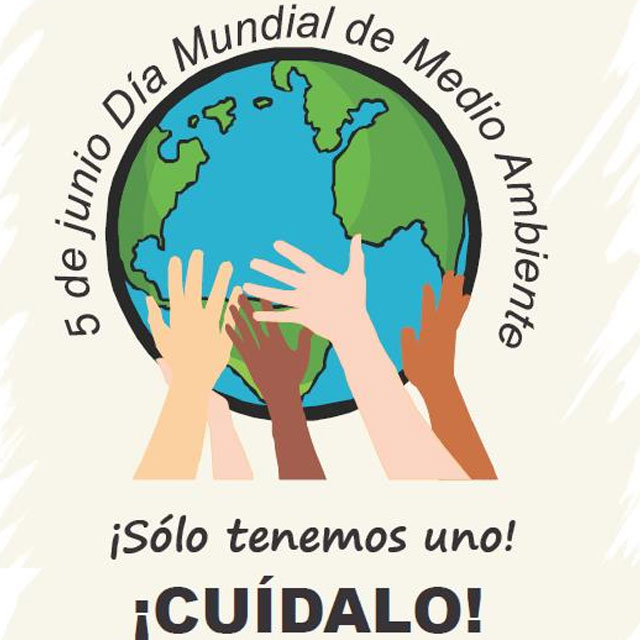 5 de junio Día Mundial de Medio Ambiente
¡Sólo tenemos uno!
¡CUÍDALO!